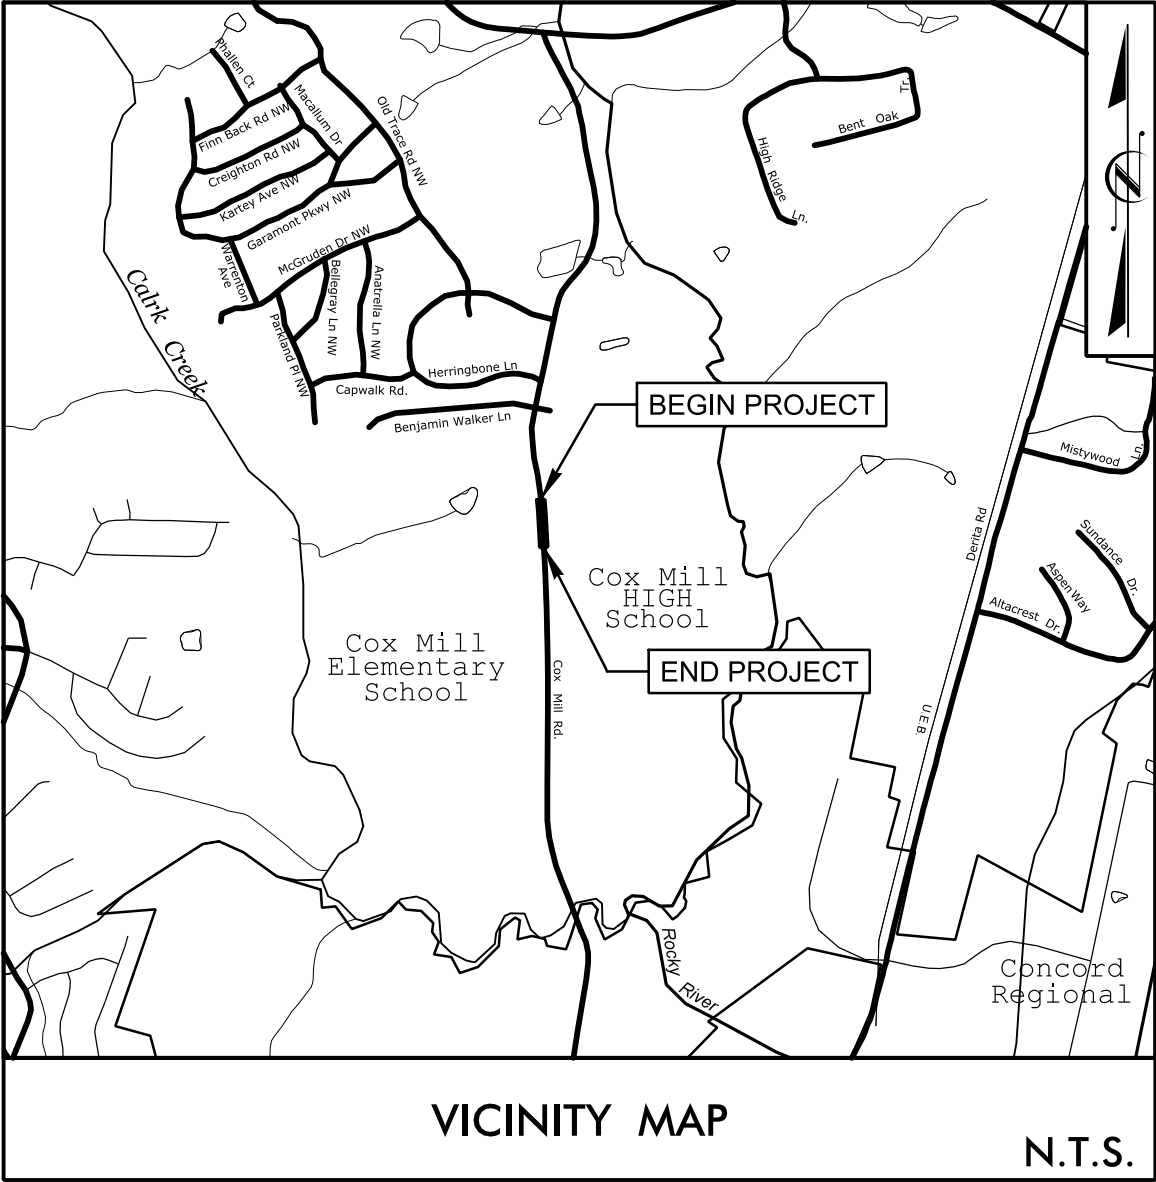 Phallen Ct
Finn Back Rd NW
Macallum Dr
Old Trace Rd NW
Creighton Rd NW
Kartey Ave NW
Garamont Pkwy NW
McGruden Dr NW
Warrenton
Ave
Bellegray Ln NW
Anatrella Ln NW
Parkland Pl NW
Capwalk Rd.
Herringbone Ln
Benjamin Walker Ln
Calrk Creek
High Ridge Ln.
Bent Oak Tr.
N
BEGIN PROJECT
Mistywood Ln.
Derita Rd
Sundance Dr.
Aspen Way
Altacrest Dr.
Cox Mill
HIGH
School
Cox Mill
Elementary
School
END PROJECT
Cox Mill Rd.
U.E.B.
Rocky River
Concord
Regional
VICINITY MAP
N.T.S.